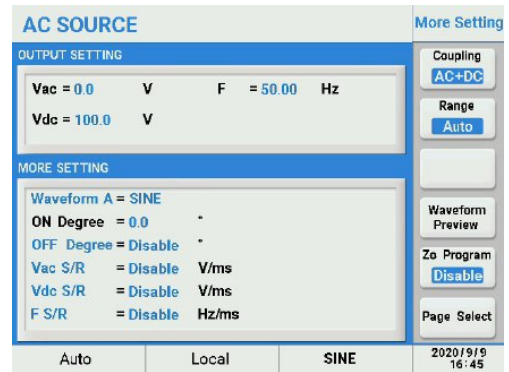 AC SOURCE
More Setting
OUTPUT SETTING
Vac = 0.0 V F = 50.00 Hz
Vdc = 100.0 V
MORE SETTING
Waveform A = SINE
ON Degree = 0.0 °
OFF Degree = Disable °
Vac S/R = Disable V/ms
Vdc S/R = Disable V/ms
F S/R = Disable Hz/ms
Coupling
AC+DC
Range
Auto
Waveform
Preview
Zo Program
Disable
Page Select
Auto Local SINE
2020/9/9
16:45